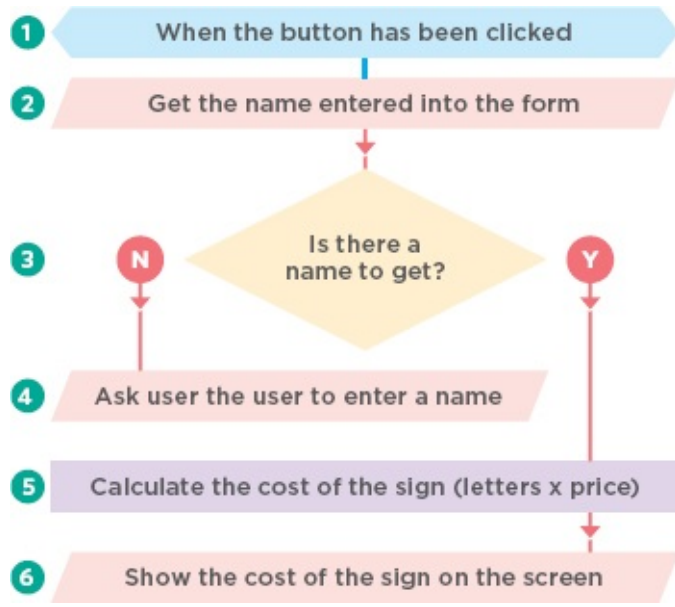 1 When the button has been clicked
2 Get the name entered into the form
Is there a
3 N name to get? Y
4 Ask user the user to enter a name
5 Calculate the cost of the sign (letters x price)
6 Show the cost of the sign on the screen